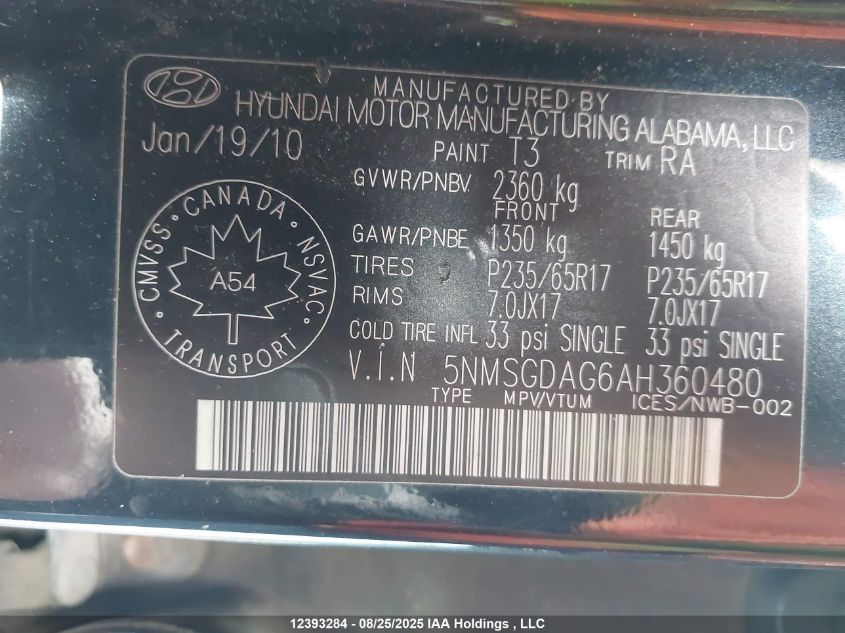 MANUFACTURED BY
HYUNDAI MOTOR MANUFACTURING ALABAMA, LLC
Jan/19/10 PAINT T3 TRIM RA
GVWR/PNBV 2360 kg
FRONT REAR
GAWR/PNBE 1350 kg 1450 kg
TIRES P235/65R17 P235/65R17
RIMS 7.0JX17 7.0JX17
COLD TIRE INFL 33 psi SINGLE 33 psi SINGLE
V.I.N 5NMSGDAG6AH360480
TYPE MPV/VTUM ICES/NWB-002
CMVSS · CANADA · NSVAC · TRANSPORT ·
A54
12393284 - 08/25/2025 IAA Holdings , LLC